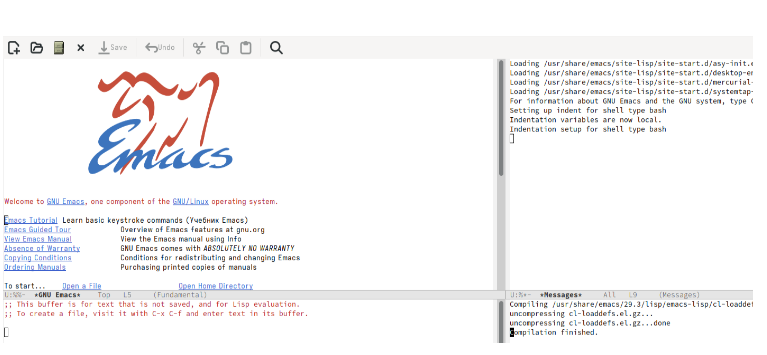 Save Undo
Emacs
Welcome to GNU Emacs, one component of the GNU/Linux operating system.
Emacs Tutorial Learn basic keystroke commands (Учебник Emacs)
Emacs Guided Tour Overview of Emacs features at gnu.org
View Emacs Manual View the Emacs manual using Info
Absence of Warranty GNU Emacs comes with ABSOLUTELY NO WARRANTY
Copying Conditions Conditions for redistributing and changing Emacs
Ordering Manuals Purchasing printed copies of manuals
To start... Open a File Open Home Directory
U:%%- *GNU Emacs* Top L5 (Fundamental)
;; This buffer is for text that is not saved, and for Lisp evaluation.
;; To create a file, visit it with C-x C-f and enter text in its buffer.
Loading /usr/share/emacs/site-lisp/site-start.d/asy-init.e
Loading /usr/share/emacs/site-lisp/site-start.d/desktop-en
Loading /usr/share/emacs/site-lisp/site-start.d/mercurial-
Loading /usr/share/emacs/site-lisp/site-start.d/systemtap-
For information about GNU Emacs and the GNU system, type C
Setting up indent for shell type bash
Indentation variables are now local.
Indentation setup for shell type bash
U:%*- *Messages* All L9 (Messages)
Compiling /usr/share/emacs/29.3/lisp/emacs-lisp/cl-loaddef
uncompressing cl-loaddefs.el.gz...
uncompressing cl-loaddefs.el.gz...done
Compilation finished.